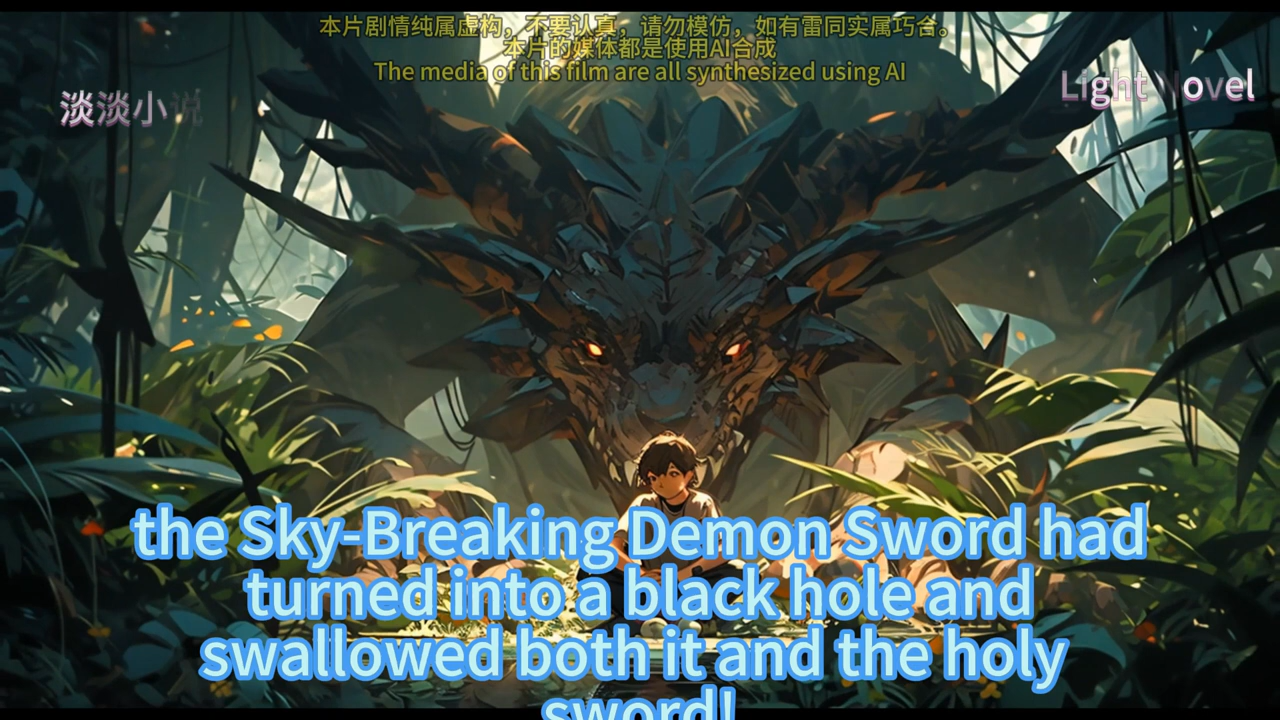 本片剧情纯属虚构，不要认真，请勿模仿，如有雷同实属巧合。
本片的媒体都是使用AI合成
The media of this film are all synthesized using AI
淡淡小说
Light Novel
the Sky-Breaking Demon Sword had
turned into a black hole and
swallowed both it and the holy
sword!